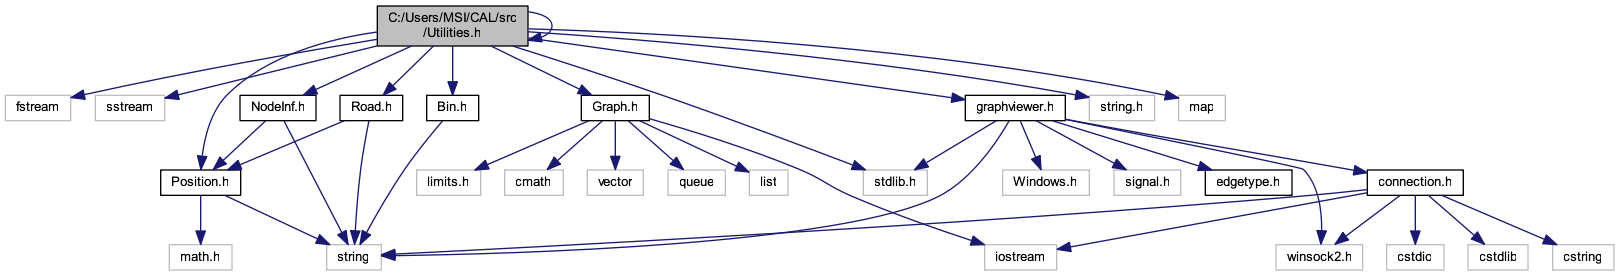 C:/Users/MSI/CAL/src
/Utilities.h
fstream
sstream
NodeInf.h
Road.h
Bin.h
Graph.h
graphviewer.h
string.h
map
Position.h
limits.h
cmath
vector
queue
list
stdlib.h
Windows.h
signal.h
edgetype.h
connection.h
math.h
string
iostream
winsock2.h
cstdio
cstdlib
cstring